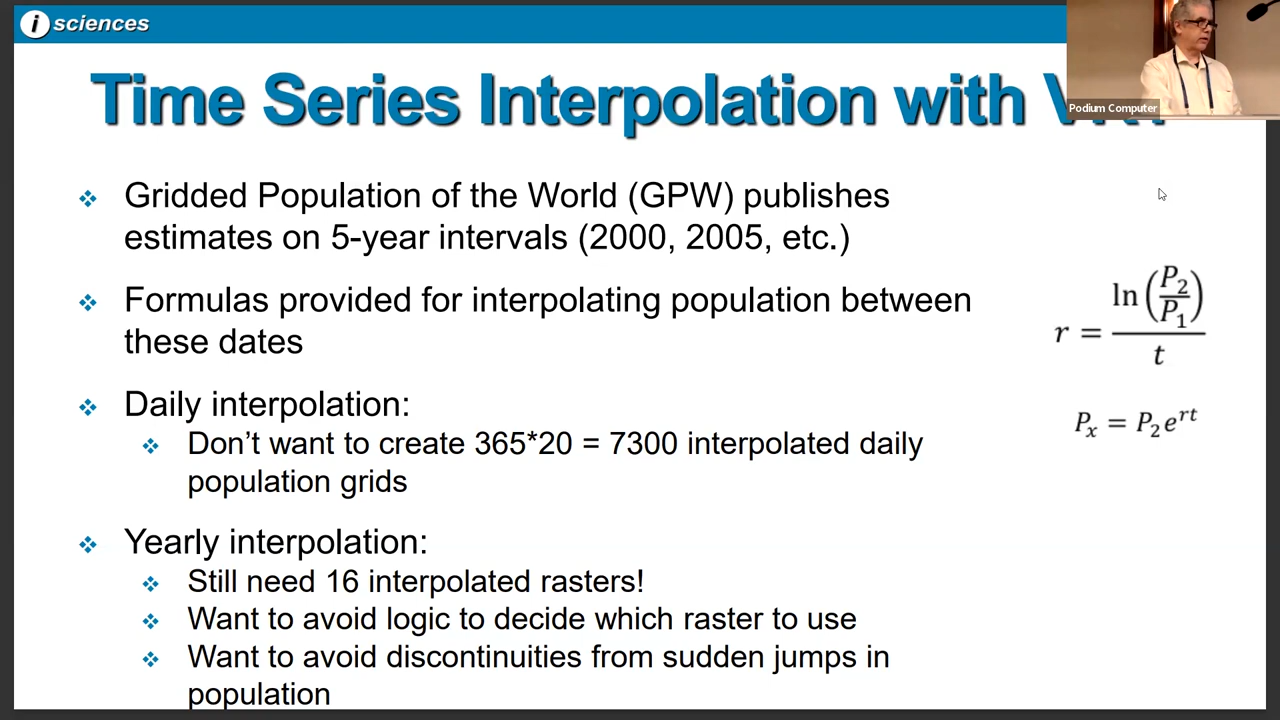 i sciences
Time Series Interpolation with
Podium Computer
Gridded Population of the World (GPW) publishes
estimates on 5-year intervals (2000, 2005, etc.)
Formulas provided for interpolating population between
these dates
r = ln(P₂/P₁)/t
Pₓ = P₂eʳᵗ
Daily interpolation:
Don’t want to create 365*20 = 7300 interpolated daily
population grids
Yearly interpolation:
Still need 16 interpolated rasters!
Want to avoid logic to decide which raster to use
Want to avoid discontinuities from sudden jumps in
population